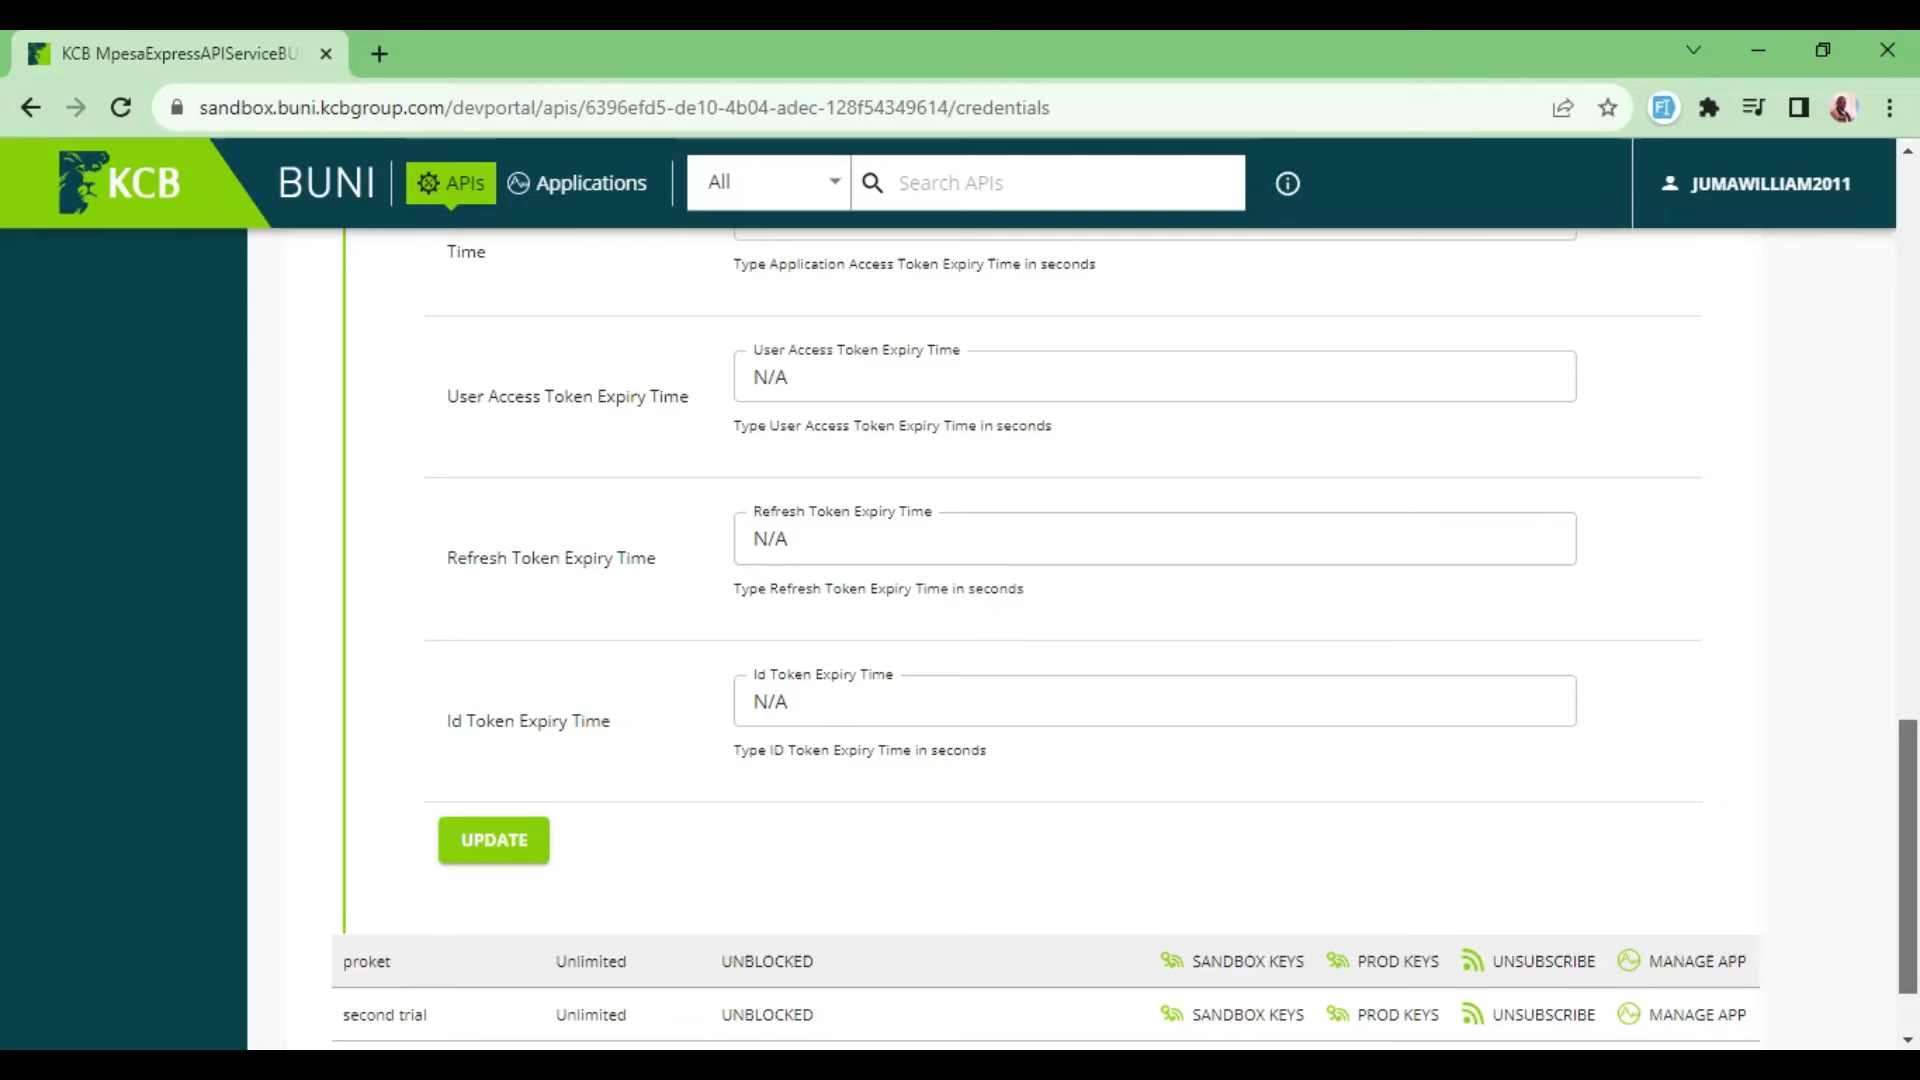 KCB MpesaExpressAPIServiceBU
sandbox.buni.kcbgroup.com/devportal/apis/6396efd5-de10-4b04-adec-128f54349614/credentials
KCB
BUNI
APIs
Applications
All
Search APIs
JUMAWILLIAM2011
Time
Type Application Access Token Expiry Time in seconds
User Access Token Expiry Time
User Access Token Expiry Time
N/A
Type User Access Token Expiry Time in seconds
Refresh Token Expiry Time
Refresh Token Expiry Time
N/A
Type Refresh Token Expiry Time in seconds
Id Token Expiry Time
Id Token Expiry Time
N/A
Type ID Token Expiry Time in seconds
UPDATE
proket Unlimited UNBLOCKED SANDBOX KEYS PROD KEYS UNSUBSCRIBE MANAGE APP
second trial Unlimited UNBLOCKED SANDBOX KEYS PROD KEYS UNSUBSCRIBE MANAGE APP